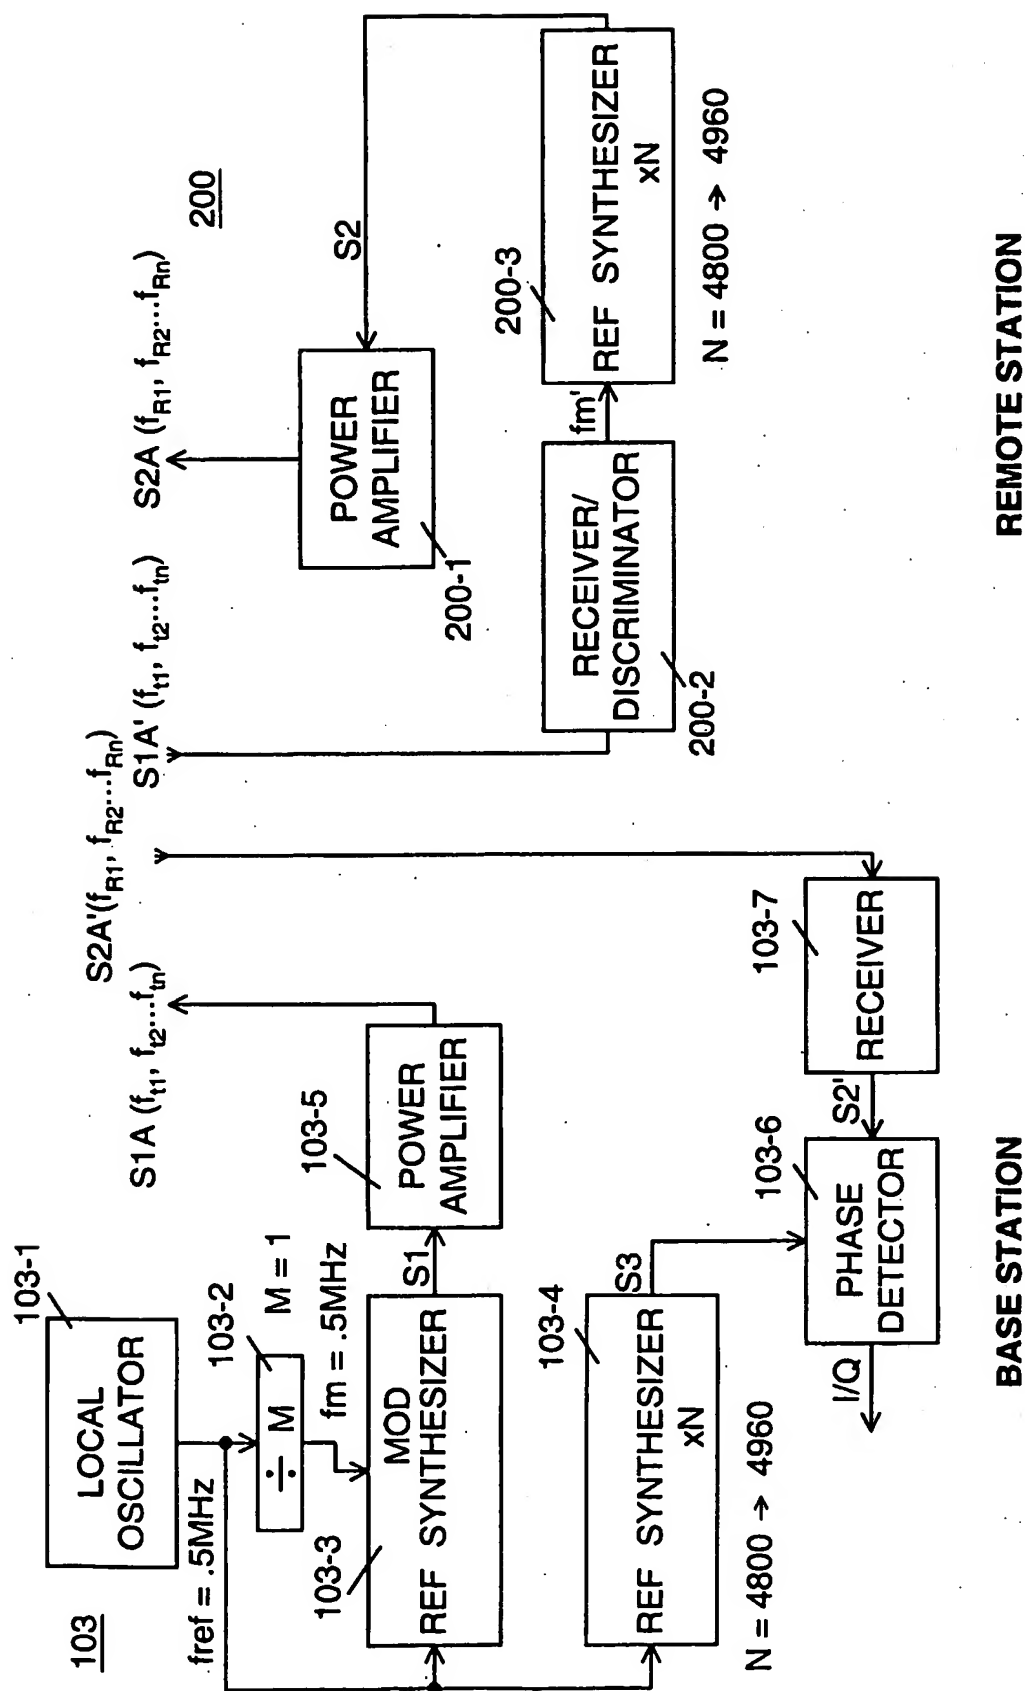 103
LOCAL
OSCILLATOR
103-1
fref = .5MHz
÷ M
103-2
M = 1
fm = .5MHz
MOD
REF SYNTHESIZER
103-3
S1
POWER
AMPLIFIER
103-5
S1A (ft1, ft2...ftn)
S2A'(fR1, fR2...fRn)
REF SYNTHESIZER
xN
103-4
N = 4800 → 4960
S3
PHASE
DETECTOR
103-6
I/Q
S2'
RECEIVER
103-7
BASE STATION
S1A' (ft1, ft2...ftn)
S2A (fR1, fR2...fRn)
200
POWER
AMPLIFIER
200-1
S2
RECEIVER/
DISCRIMINATOR
200-2
fm'
REF SYNTHESIZER
xN
200-3
N = 4800 → 4960
REMOTE STATION